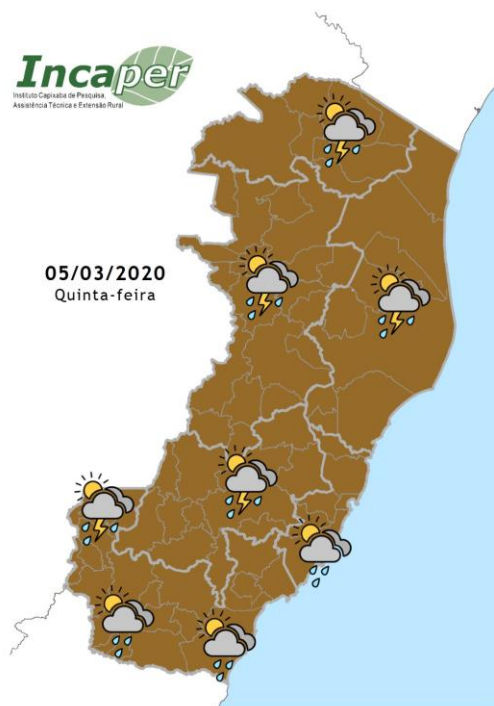 Incaper
Instituto Capixaba de Pesquisa,
Assistência Técnica e Extensão Rural
05/03/2020
Quinta-feira